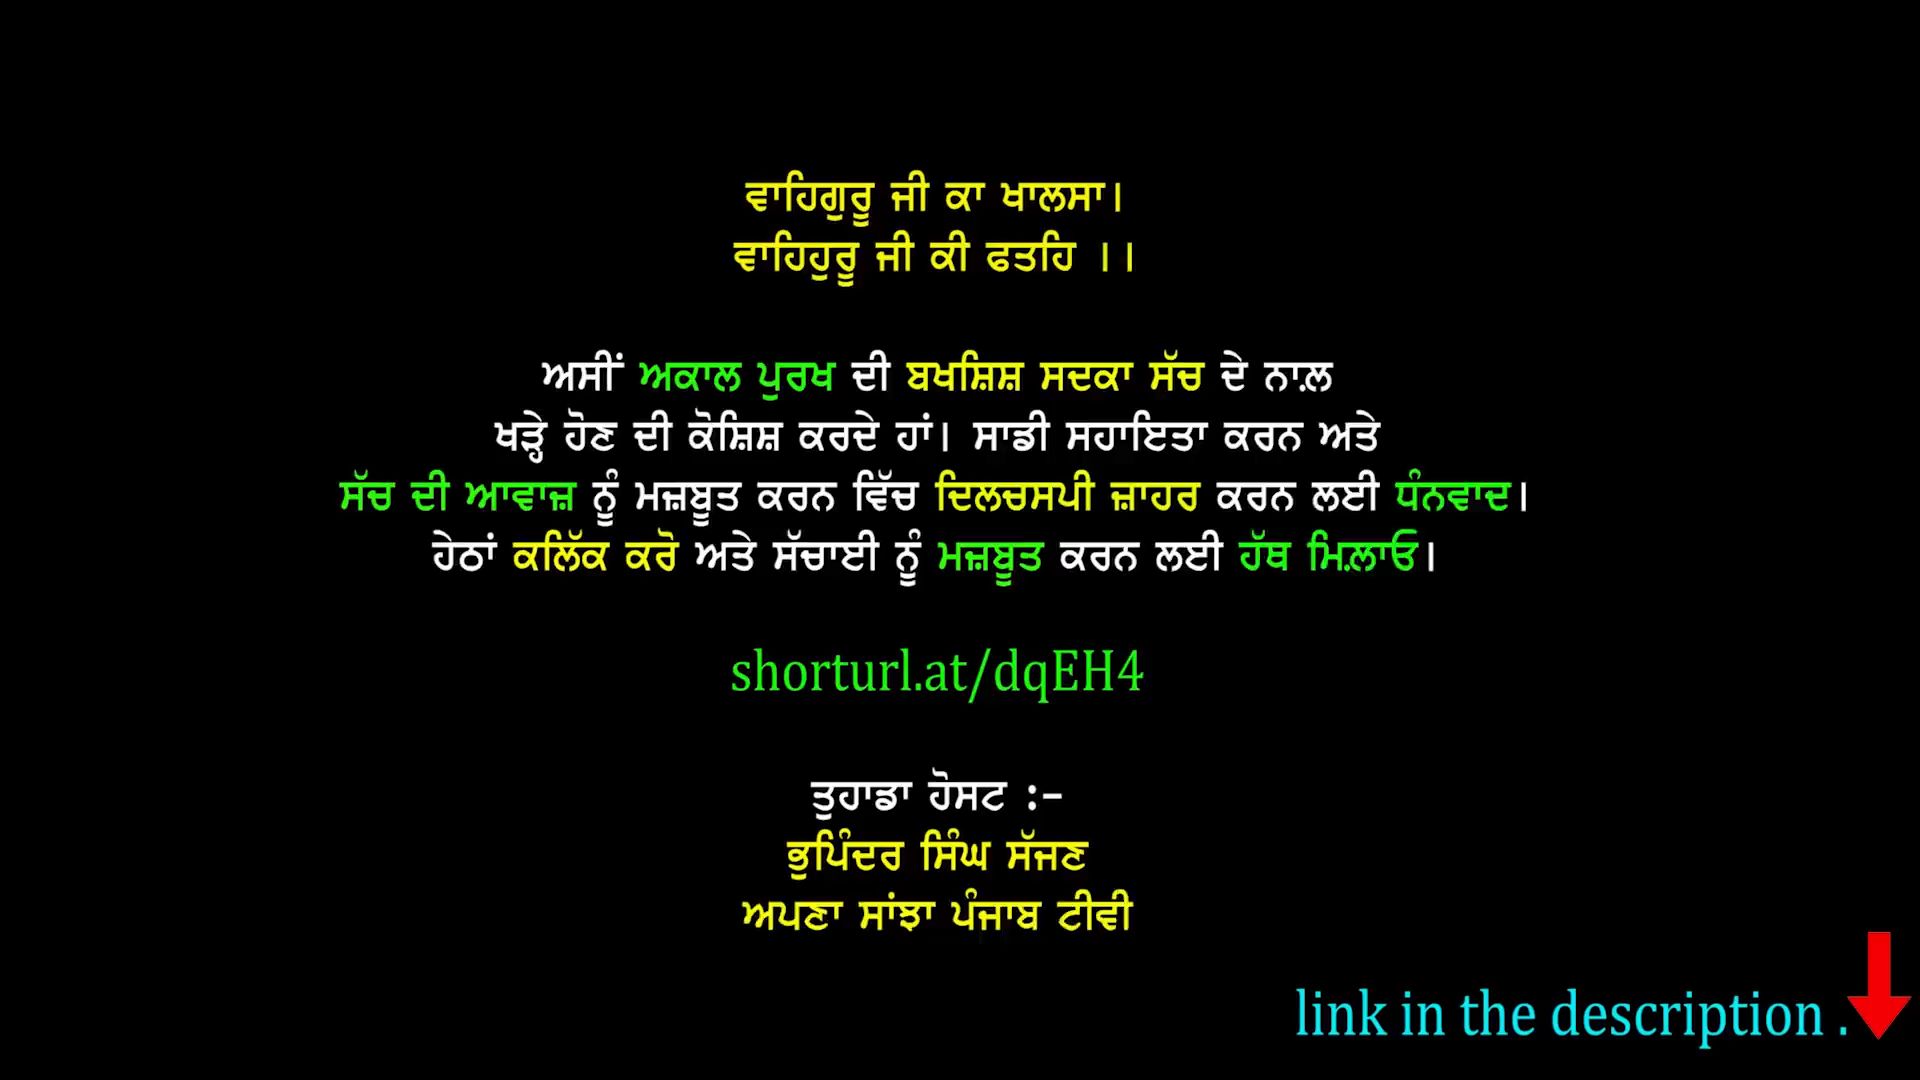 ਵਾਹਿਗੁਰੂ ਜੀ ਕਾ ਖਾਲਸਾ।
ਵਾਹਿਹੁਰੂ ਜੀ ਕੀ ਫਤਹਿ ।।
ਅਸੀਂ ਅਕਾਲ ਪੁਰਖ ਦੀ ਬਖਸ਼ਿਸ਼ ਸਦਕਾ ਸੱਚ ਦੇ ਨਾਲ਼
ਖੜ੍ਹੇ ਹੋਣ ਦੀ ਕੋਸ਼ਿਸ਼ ਕਰਦੇ ਹਾਂ। ਸਾਡੀ ਸਹਾਇਤਾ ਕਰਨ ਅਤੇ
ਸੱਚ ਦੀ ਆਵਾਜ਼ ਨੂੰ ਮਜ਼ਬੂਤ ਕਰਨ ਵਿੱਚ ਦਿਲਚਸਪੀ ਜ਼ਾਹਰ ਕਰਨ ਲਈ ਧੰਨਵਾਦ।
ਹੇਠਾਂ ਕਲਿੱਕ ਕਰੋ ਅਤੇ ਸੱਚਾਈ ਨੂੰ ਮਜ਼ਬੂਤ ਕਰਨ ਲਈ ਹੱਥ ਮਿਲ਼ਾਓ।
shorturl.at/dqEH4
ਤੁਹਾਡਾ ਹੋਸਟ :-
ਭੁਪਿੰਦਰ ਸਿੰਘ ਸੱਜਣ
ਅਪਣਾ ਸਾਂਝਾ ਪੰਜਾਬ ਟੀਵੀ
link in the description .